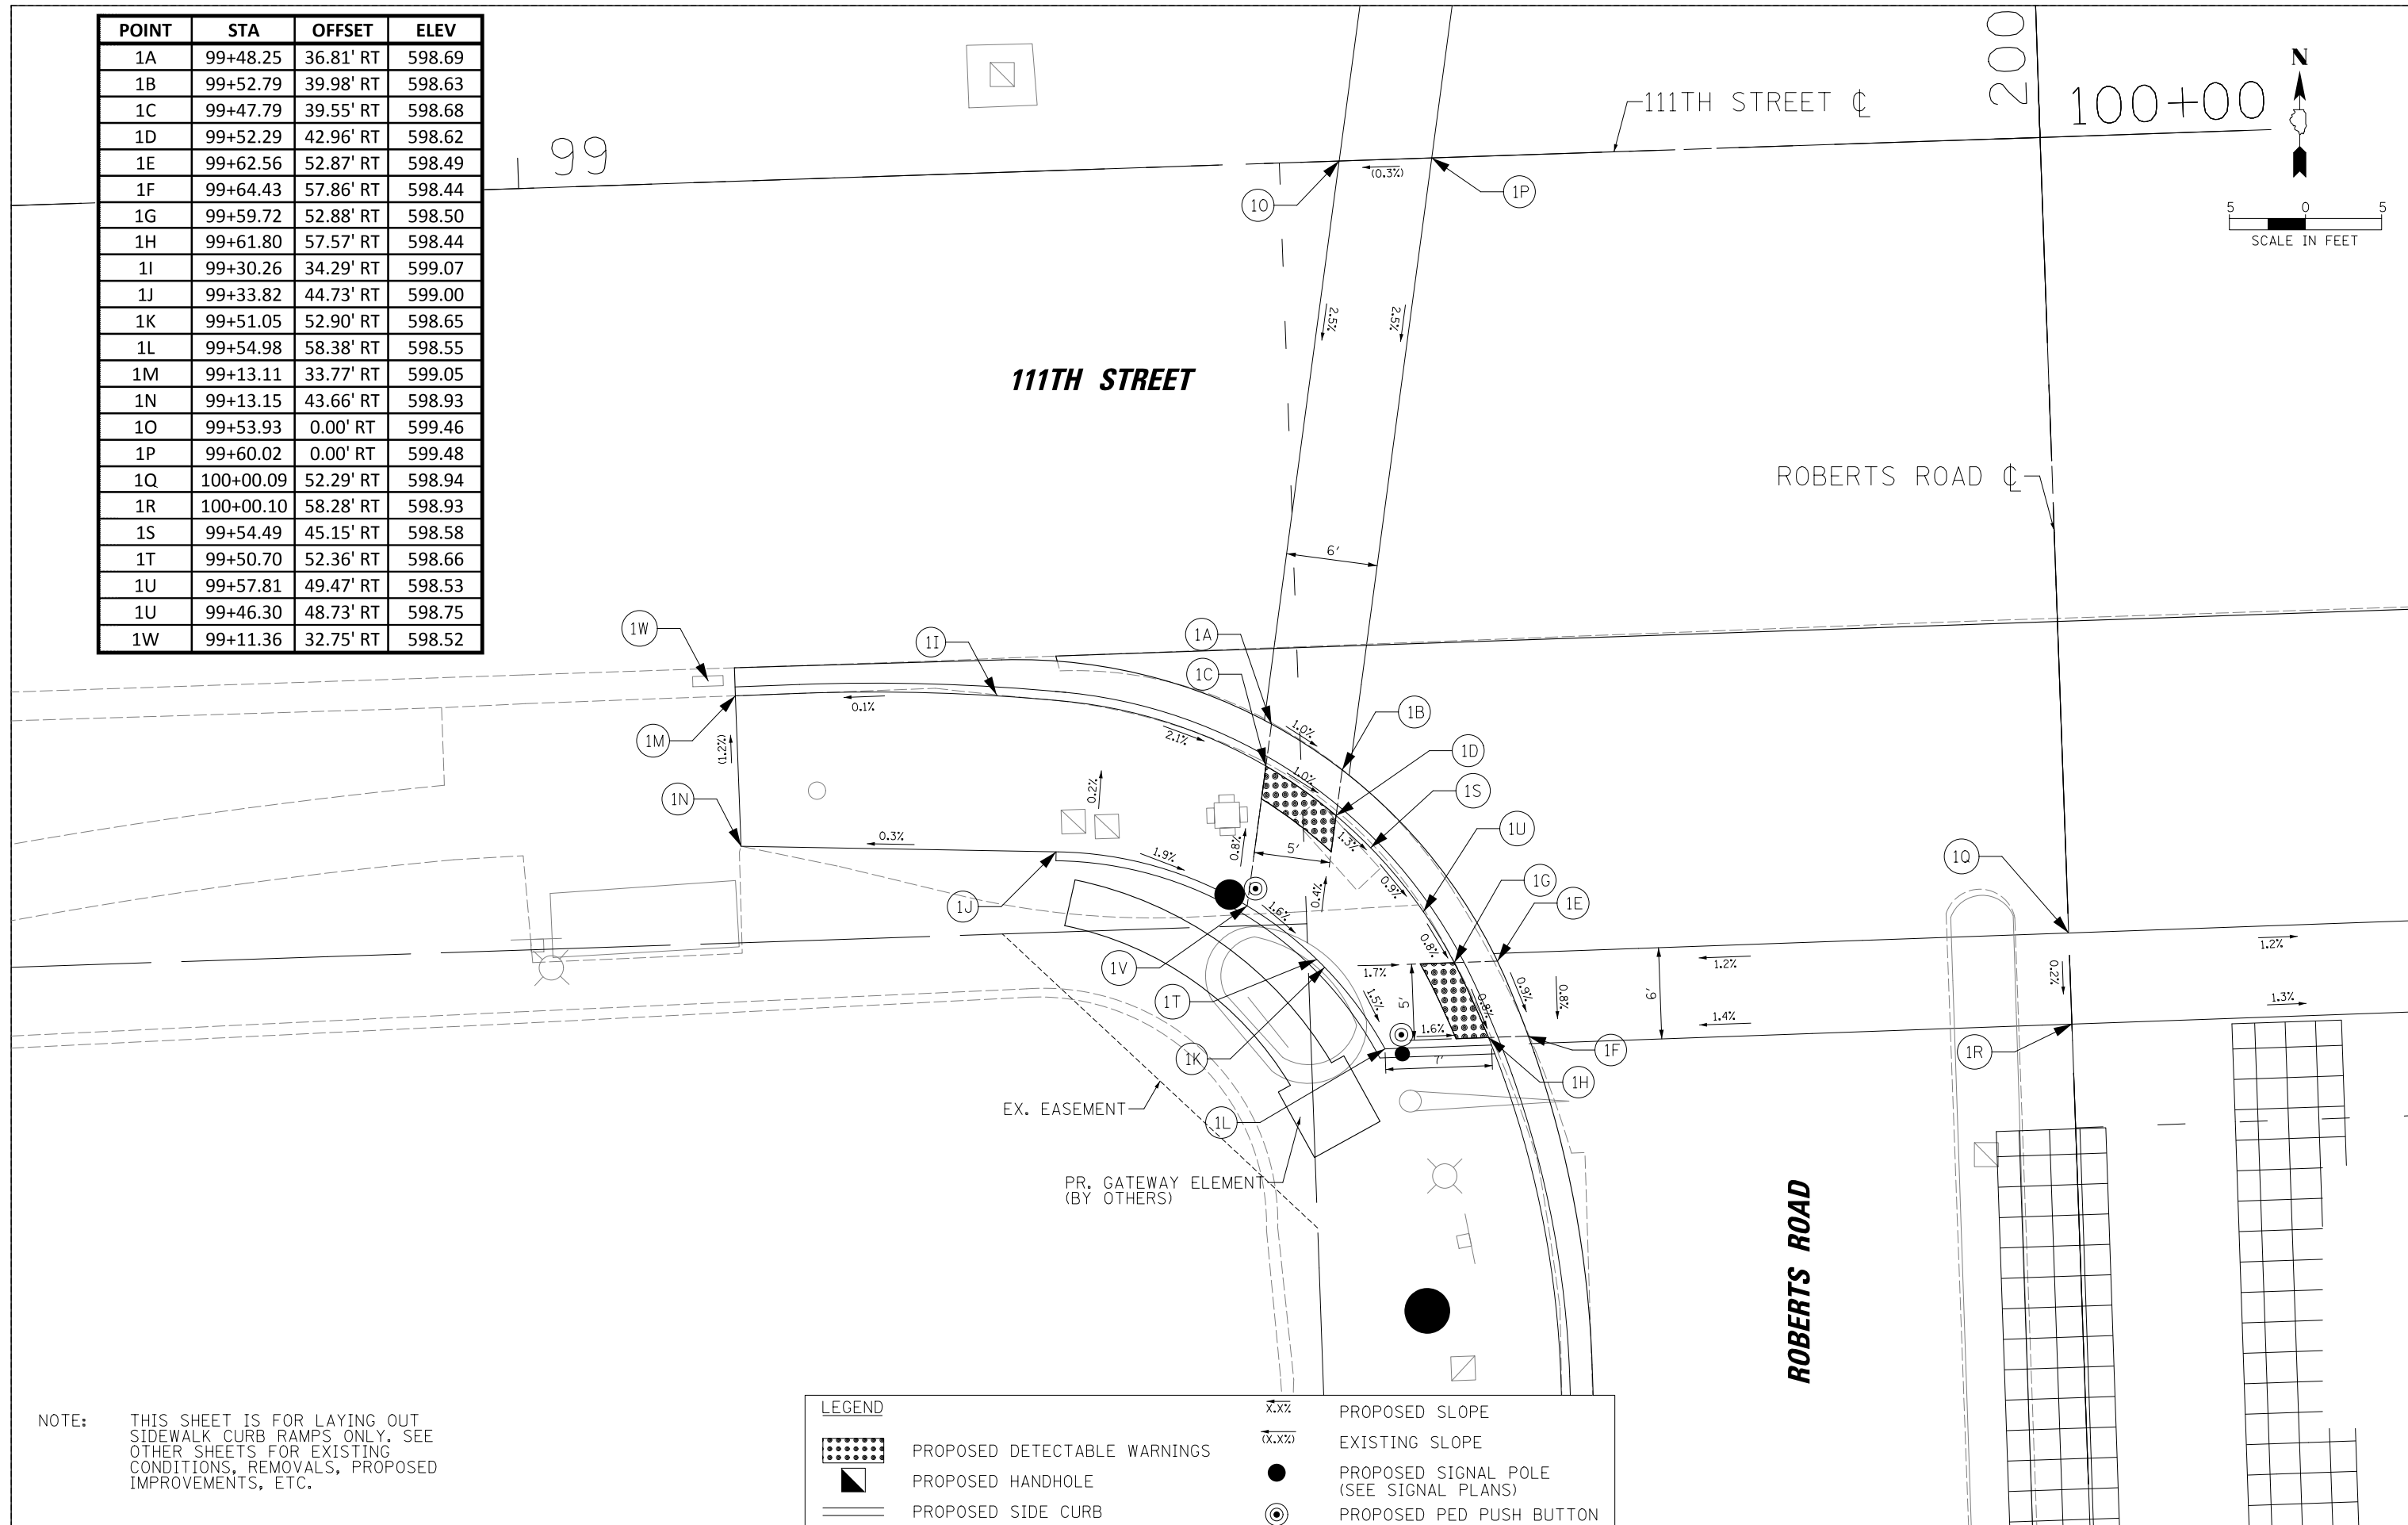 POINT STA OFFSET ELEV
1A 99+48.25 36.81' RT 598.69
1B 99+52.79 39.98' RT 598.63
1C 99+47.79 39.55' RT 598.68
1D 99+52.29 42.96' RT 598.62
1E 99+62.56 52.87' RT 598.49
1F 99+64.43 57.86' RT 598.44
1G 99+59.72 52.88' RT 598.50
1H 99+61.80 57.57' RT 598.44
1I 99+30.26 34.29' RT 599.07
1J 99+33.82 44.73' RT 599.00
1K 99+51.05 52.90' RT 598.65
1L 99+54.98 58.38' RT 598.55
1M 99+13.11 33.77' RT 599.05
1N 99+13.15 43.66' RT 598.93
1O 99+53.93 0.00' RT 599.46
1P 99+60.02 0.00' RT 599.48
1Q 100+00.09 52.29' RT 598.94
1R 100+00.10 58.28' RT 598.93
1S 99+54.49 45.15' RT 598.58
1T 99+50.70 52.36' RT 598.66
1U 99+57.81 49.47' RT 598.53
1U 99+46.30 48.73' RT 598.75
1W 99+11.36 32.75' RT 598.52
99
111TH STREET ℄
200
100+00
N
5 0 5
SCALE IN FEET
(0.3%)
1O
1P
2.5%
2.5%
111TH STREET
ROBERTS ROAD ℄
6'
1W
1I
1A
1C
1B
1M
0.1%
2.1%
1.0%
1D
(1.2%)
1.0%
1S
1N
0.2%
0.3%
1.9%
0.8%
5'
1.3%
1U
1J
1.6%
0.4%
0.9%
1G
1E
1Q
1V
1.7%
0.8%
1.2%
1.2%
0.2%
1T
1.5%
5'
0.8%
0.9%
0.8%
6'
1.3%
1K
1.6%
1.4%
7'
1F
1R
1H
1L
EX. EASEMENT
PR. GATEWAY ELEMENT
(BY OTHERS)
ROBERTS ROAD
NOTE: THIS SHEET IS FOR LAYING OUT
SIDEWALK CURB RAMPS ONLY. SEE
OTHER SHEETS FOR EXISTING
CONDITIONS, REMOVALS, PROPOSED
IMPROVEMENTS, ETC.
LEGEND
PROPOSED DETECTABLE WARNINGS
PROPOSED HANDHOLE
PROPOSED SIDE CURB
X.X% PROPOSED SLOPE
(X.X%) EXISTING SLOPE
PROPOSED SIGNAL POLE
(SEE SIGNAL PLANS)
PROPOSED PED PUSH BUTTON